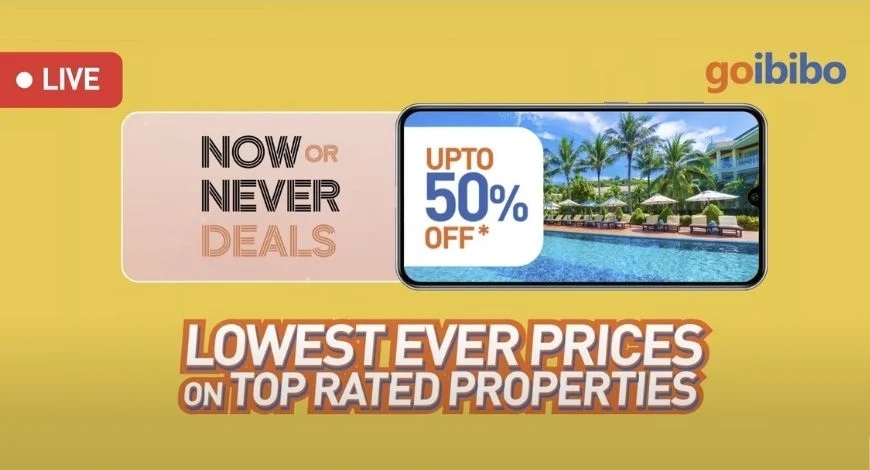 LIVE
goibibo
NOW OR
NEVER
DEALS
UPTO
50%
OFF*
LOWEST EVER PRICES
ON TOP RATED PROPERTIES